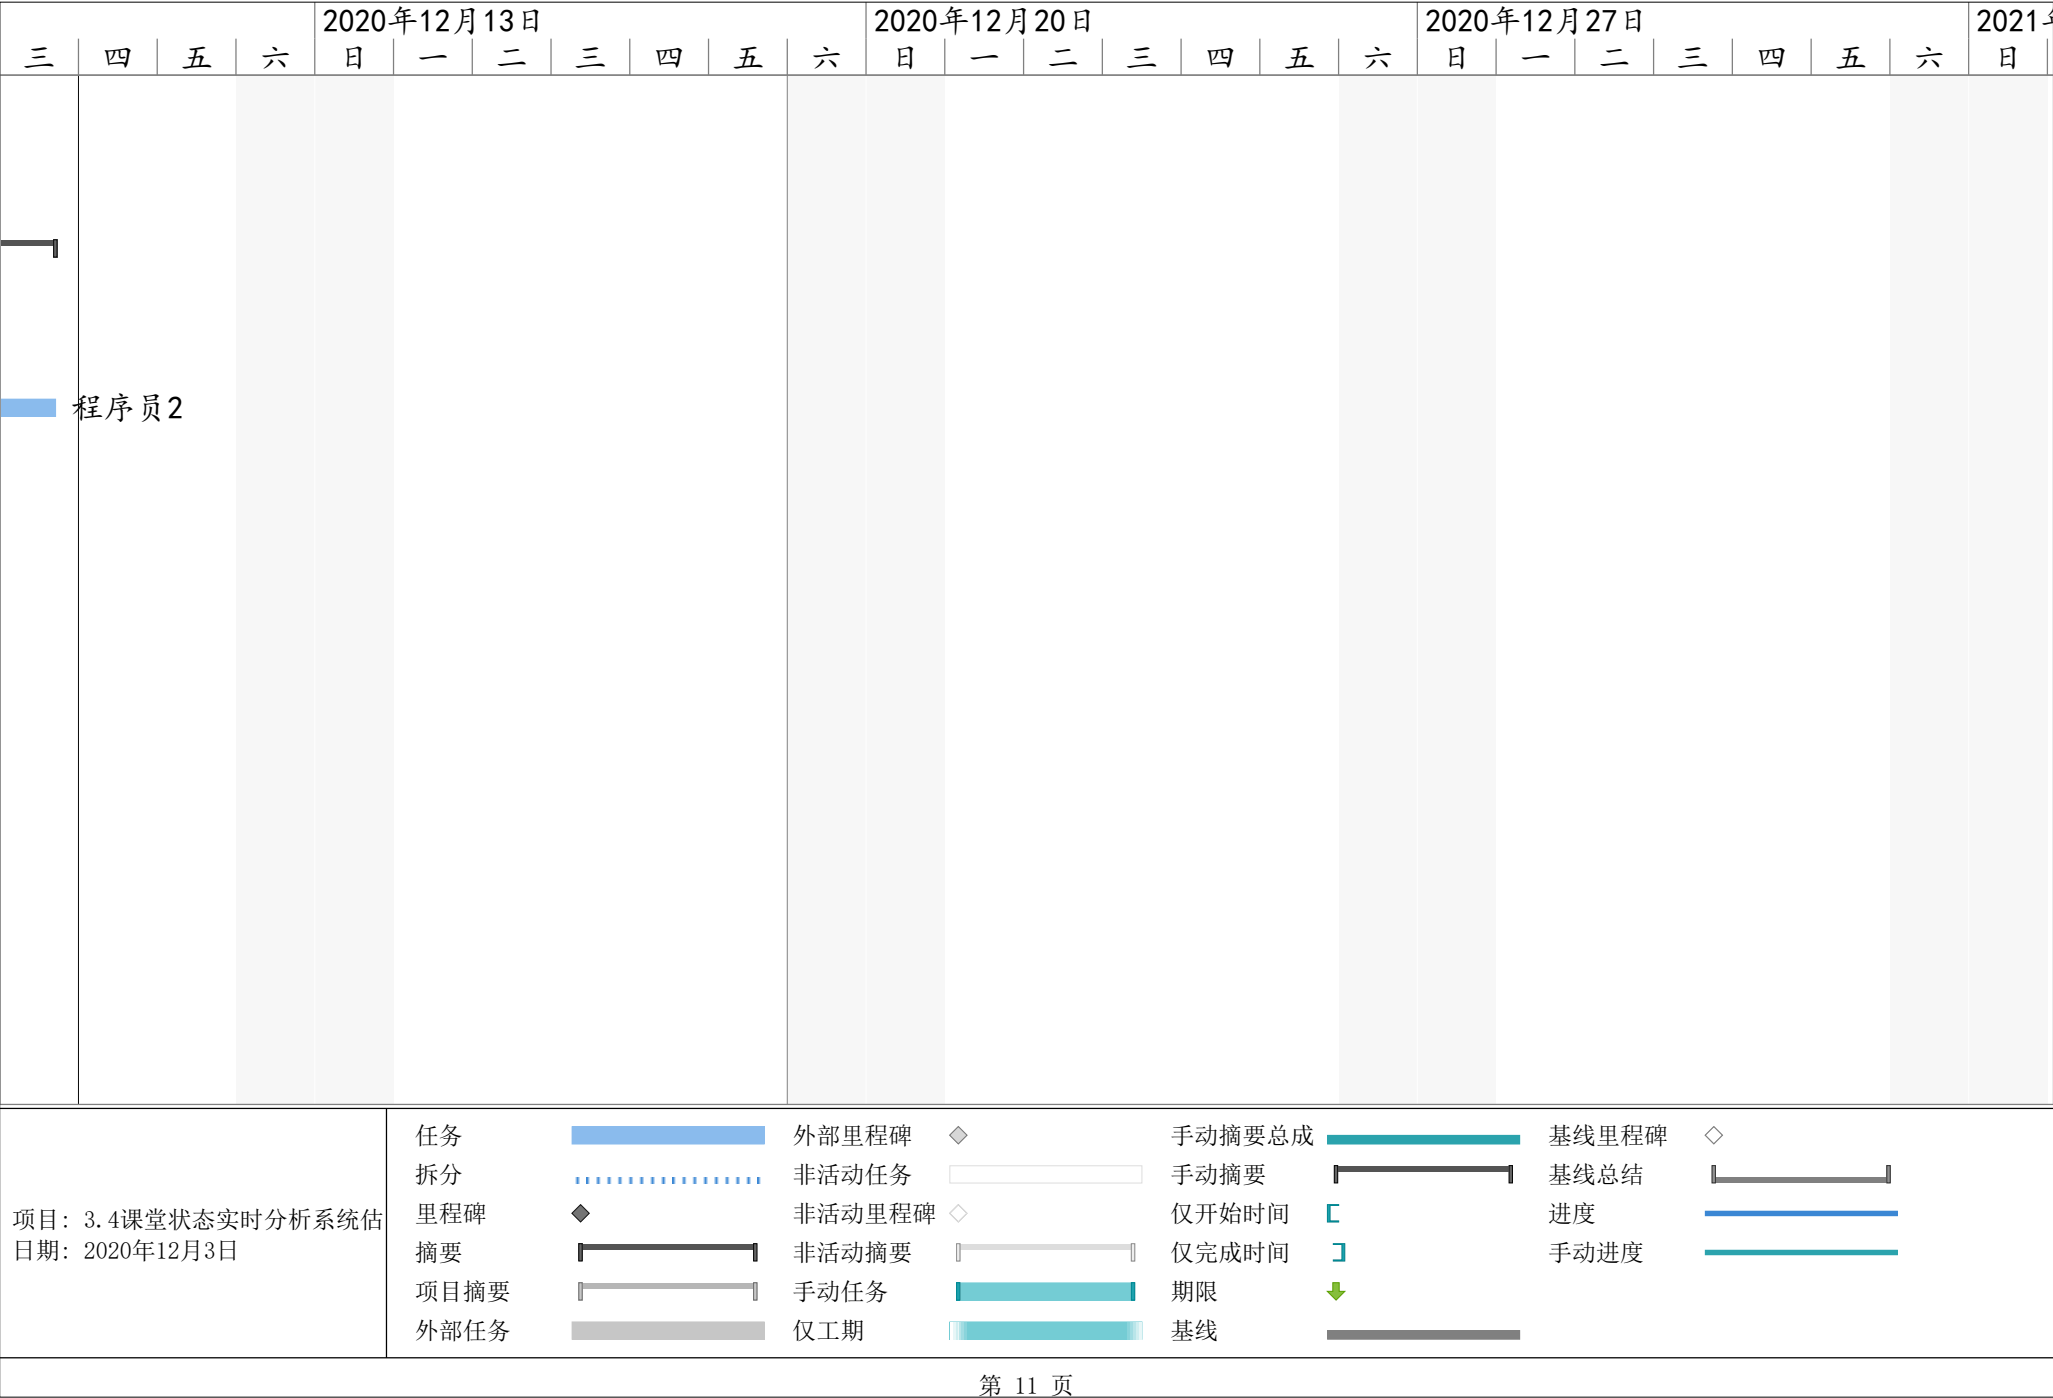 2020年12月13日 2020年12月20日 2020年12月27日 2021
三 四 五 六 日 一 二 三 四 五 六 日 一 二 三 四 五 六 日 一 二 三 四 五 六 日
程序员2
项目: 3.4课堂状态实时分析系统估
日期: 2020年12月3日
任务
拆分
里程碑
摘要
项目摘要
外部任务
外部里程碑
非活动任务
非活动里程碑
非活动摘要
手动任务
仅工期
手动摘要总成
手动摘要
仅开始时间
仅完成时间
期限
基线
基线里程碑
基线总结
进度
手动进度
第 11 页